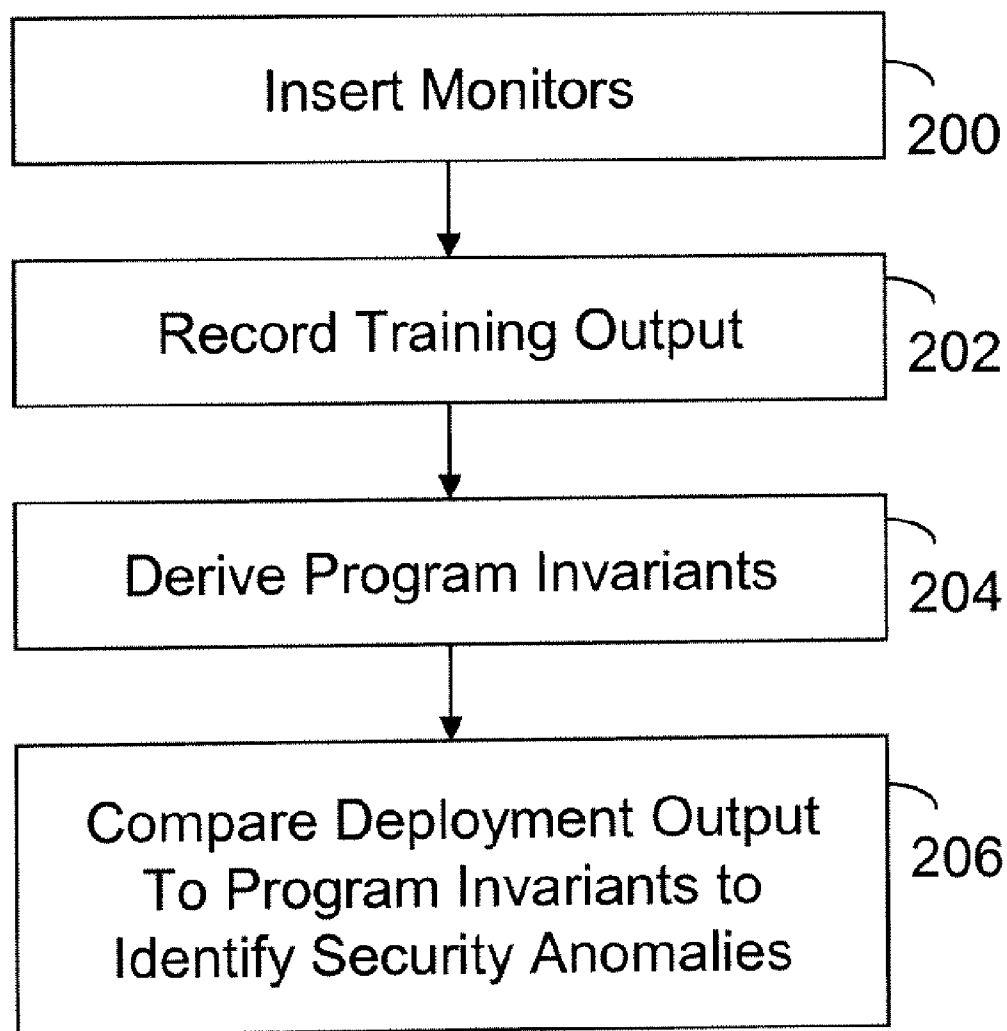 Insert Monitors
200
Record Training Output
202
Derive Program Invariants
204
Compare Deployment Output
To Program Invariants to
Identify Security Anomalies
206